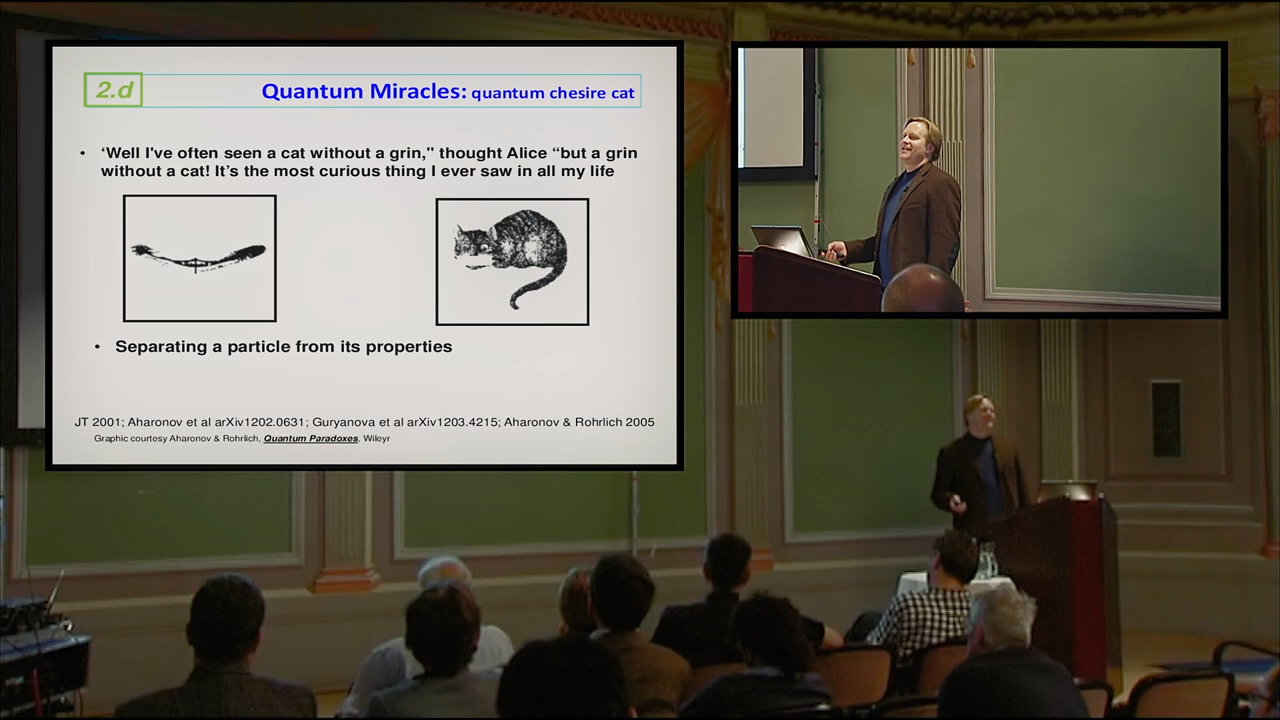 2.d
Quantum Miracles: quantum chesire cat
• ‘Well I've often seen a cat without a grin," thought Alice “but a grin
without a cat! It’s the most curious thing I ever saw in all my life
• Separating a particle from its properties
JT 2001; Aharonov et al arXiv1202.0631; Guryanova et al arXiv1203.4215; Aharonov & Rohrlich 2005
Graphic courtesy Aharonov & Rohrlich, Quantum Paradoxes, Wileyr